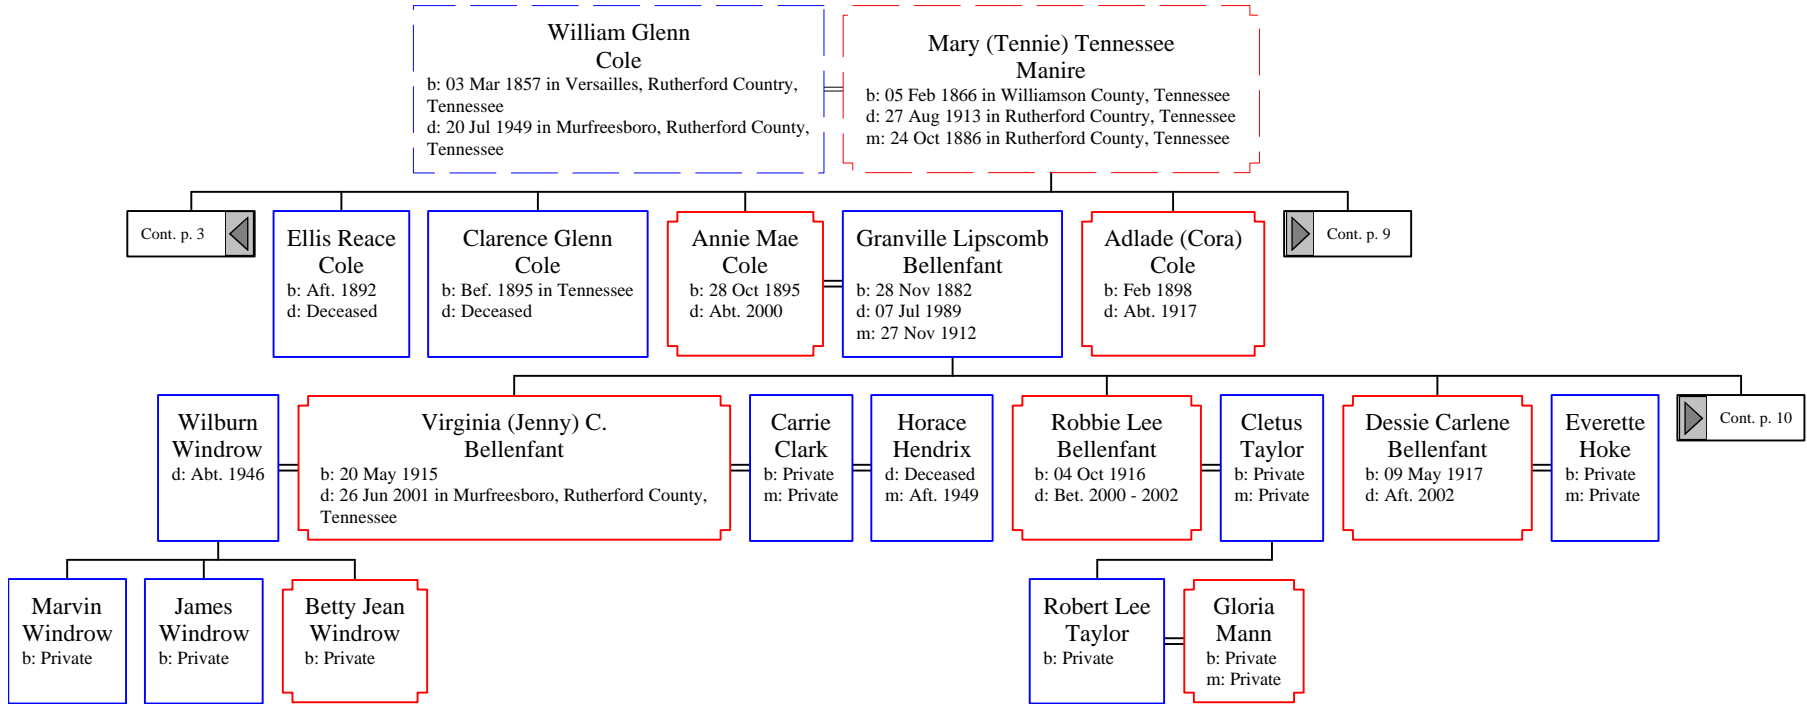 William Glenn
Cole
b: 03 Mar 1857 in Versailles, Rutherford Country,
Tennessee
d: 20 Jul 1949 in Murfreesboro, Rutherford County,
Tennessee
Mary (Tennie) Tennessee
Manire
b: 05 Feb 1866 in Williamson County, Tennessee
d: 27 Aug 1913 in Rutherford Country, Tennessee
m: 24 Oct 1886 in Rutherford County, Tennessee
Cont. p. 3
Ellis Reace
Cole
b: Aft. 1892
d: Deceased
Clarence Glenn
Cole
b: Bef. 1895 in Tennessee
d: Deceased
Annie Mae
Cole
b: 28 Oct 1895
d: Abt. 2000
Granville Lipscomb
Bellenfant
b: 28 Nov 1882
d: 07 Jul 1989
m: 27 Nov 1912
Adlade (Cora)
Cole
b: Feb 1898
d: Abt. 1917
Cont. p. 9
Wilburn
Windrow
d: Abt. 1946
Virginia (Jenny) C.
Bellenfant
b: 20 May 1915
d: 26 Jun 2001 in Murfreesboro, Rutherford County,
Tennessee
Carrie
Clark
b: Private
m: Private
Horace
Hendrix
d: Deceased
m: Aft. 1949
Robbie Lee
Bellenfant
b: 04 Oct 1916
d: Bet. 2000 - 2002
Cletus
Taylor
b: Private
m: Private
Dessie Carlene
Bellenfant
b: 09 May 1917
d: Aft. 2002
Everette
Hoke
b: Private
m: Private
Cont. p. 10
Marvin
Windrow
b: Private
James
Windrow
b: Private
Betty Jean
Windrow
b: Private
Robert Lee
Taylor
b: Private
Gloria
Mann
b: Private
m: Private